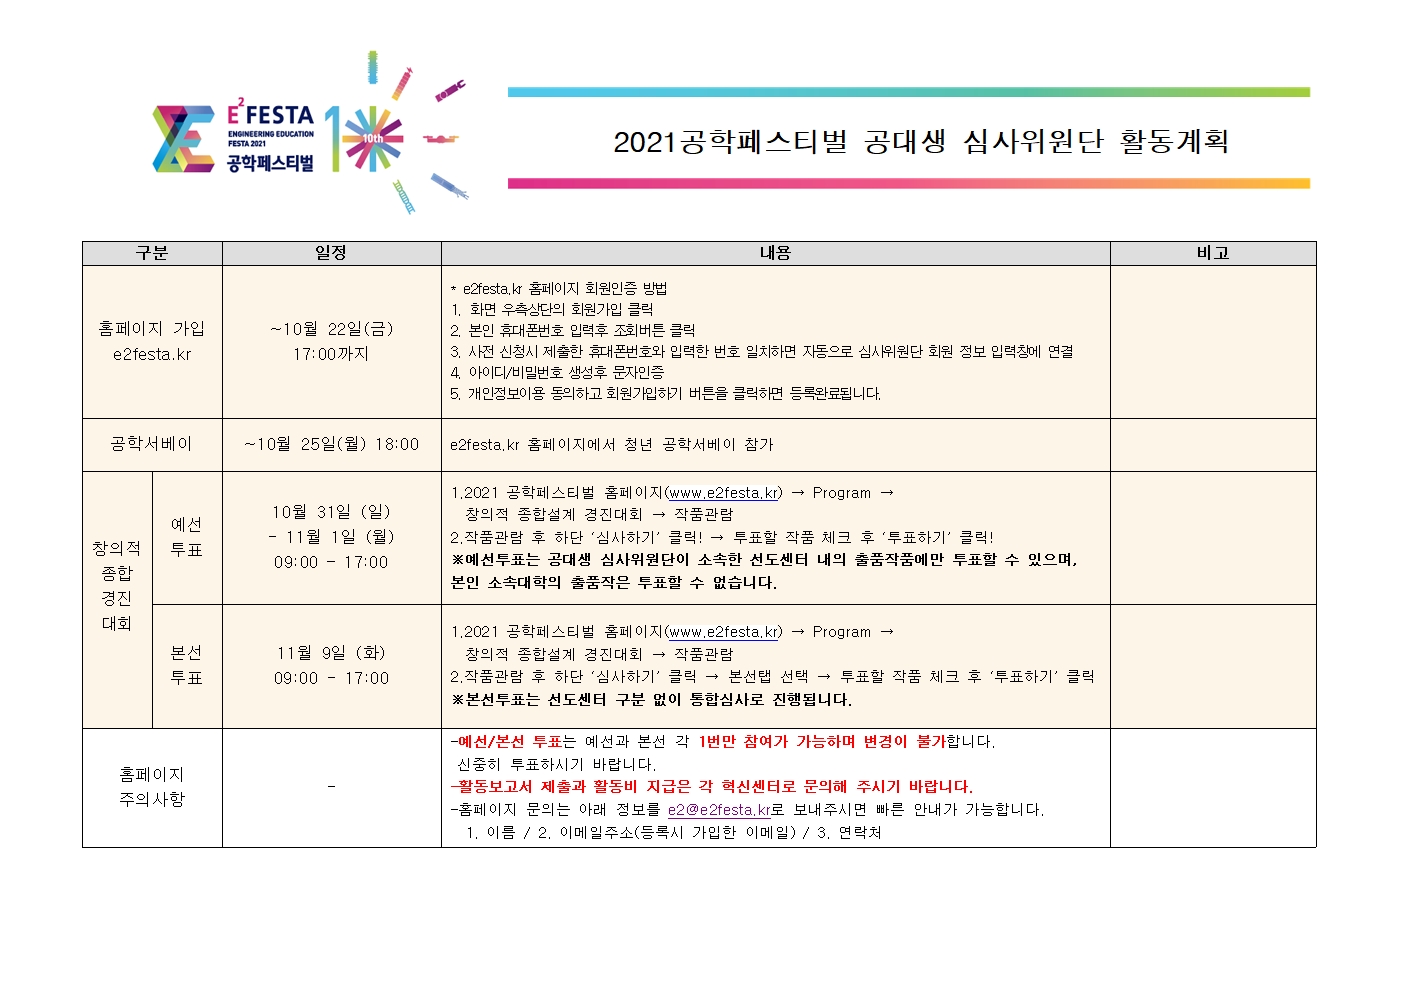 E2FESTA
ENGINEERING EDUCATION
FESTA 2021
공학페스티벌
10
10th
2021공학페스티벌 공대생 심사위원단 활동계획
구분 일정 내용 비고
홈페이지 가입
e2festa.kr
~10월 22일(금)
17:00까지
* e2festa.kr 홈페이지 회원인증 방법
1. 화면 우측상단의 회원가입 클릭
2. 본인 휴대폰번호 입력후 조회버튼 클릭
3. 사전 신청시 제출한 휴대폰번호와 입력한 번호 일치하면 자동으로 심사위원단 회원 정보 입력창에 연결
4. 아이디/비밀번호 생성후 문자인증
5. 개인정보이용 동의하고 회원가입하기 버튼을 클릭하면 등록완료됩니다.
공학서베이 ~10월 25일(월) 18:00 e2festa.kr 홈페이지에서 청년 공학서베이 참가
창의적
종합
경진
대회
예선
투표
10월 31일 (일)
- 11월 1일 (월)
09:00 - 17:00
1.2021 공학페스티벌 홈페이지(www.e2festa.kr) → Program →
창의적 종합설계 경진대회 → 작품관람
2.작품관람 후 하단 ‘심사하기’ 클릭! → 투표할 작품 체크 후 ‘투표하기’ 클릭!
※예선투표는 공대생 심사위원단이 소속한 선도센터 내의 출품작품에만 투표할 수 있으며,
본인 소속대학의 출품작은 투표할 수 없습니다.
본선
투표
11월 9일 (화)
09:00 - 17:00
1.2021 공학페스티벌 홈페이지(www.e2festa.kr) → Program →
창의적 종합설계 경진대회 → 작품관람
2.작품관람 후 하단 ‘심사하기’ 클릭 → 본선탭 선택 → 투표할 작품 체크 후 ‘투표하기’ 클릭
※본선투표는 선도센터 구분 없이 통합심사로 진행됩니다.
홈페이지
주의사항
-
-예선/본선 투표는 예선과 본선 각 1번만 참여가 가능하며 변경이 불가합니다.
신중히 투표하시기 바랍니다.
-활동보고서 제출과 활동비 지급은 각 혁신센터로 문의해 주시기 바랍니다.
-홈페이지 문의는 아래 정보를 e2@e2festa.kr로 보내주시면 빠른 안내가 가능합니다.
1. 이름 / 2. 이메일주소(등록시 가입한 이메일) / 3. 연락처